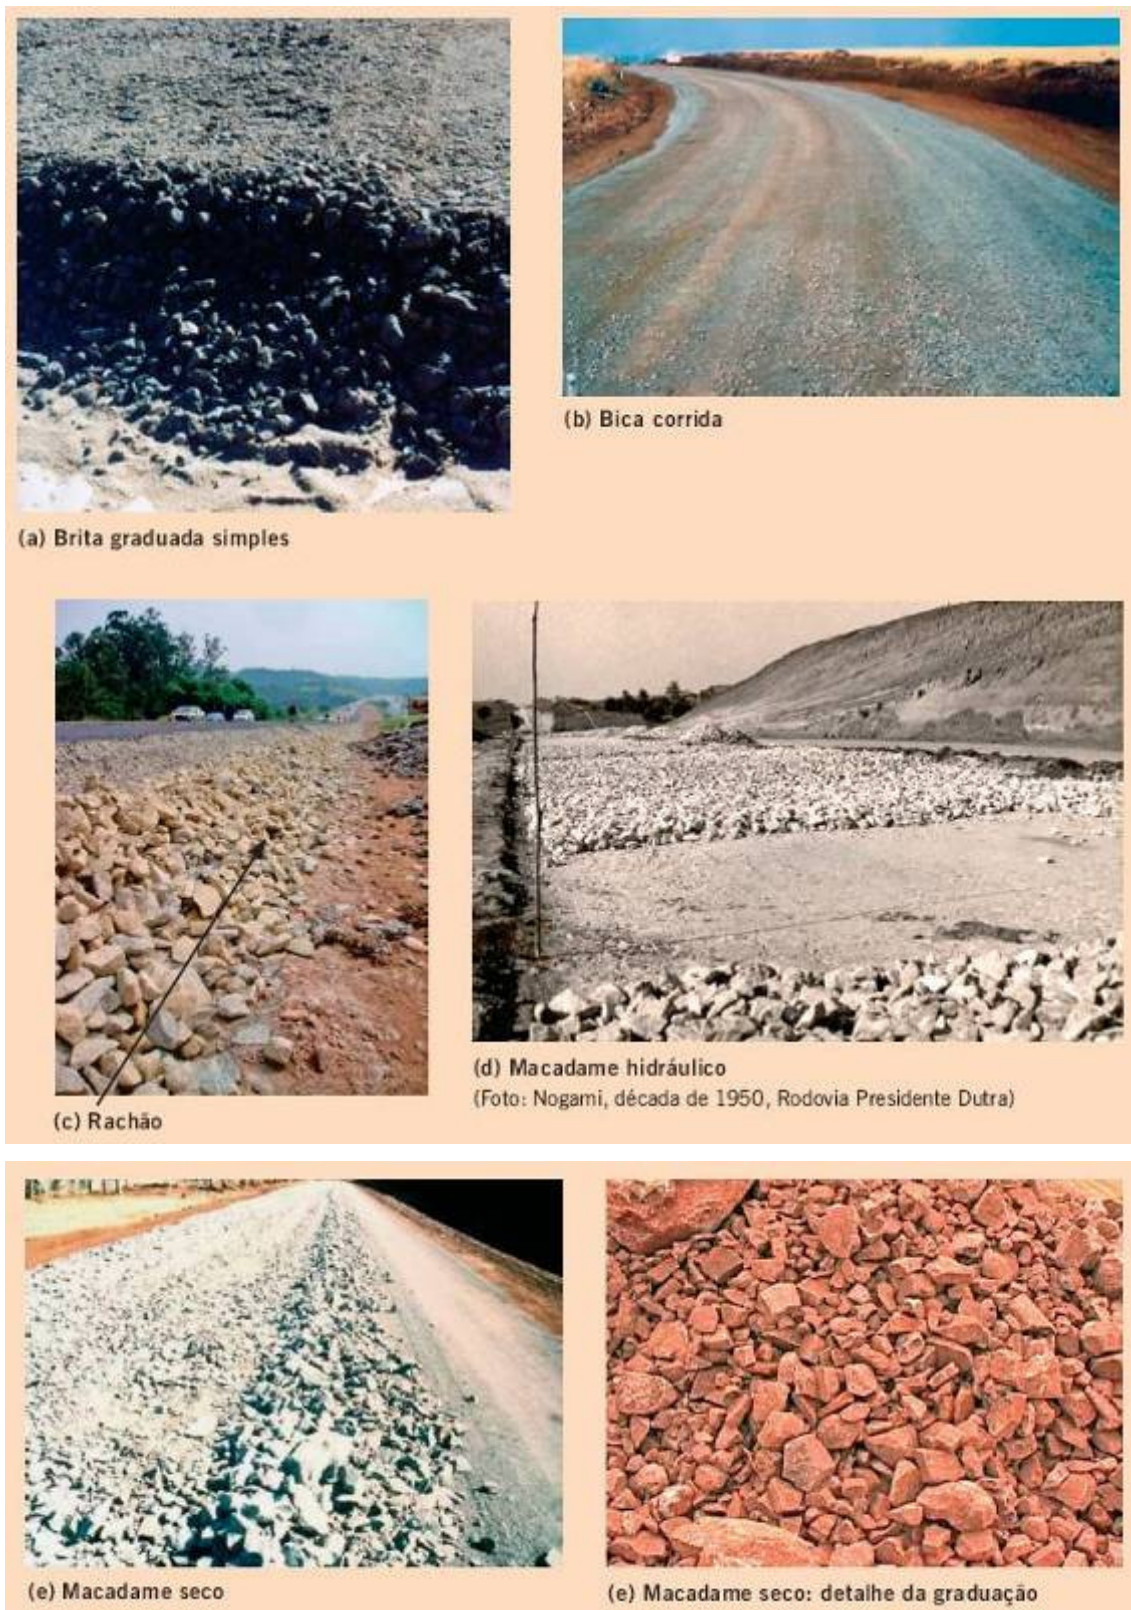 (b) Bica corrida
(a) Brita graduada simples
(d) Macadame hidráulico
(Foto: Nogami, década de 1950, Rodovia Presidente Dutra)
(c) Rachão
(e) Macadame seco
(e) Macadame seco: detalhe da graduação